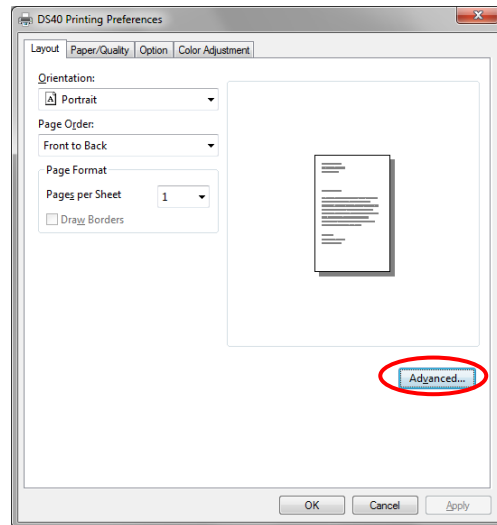 DS40 Printing Preferences
Layout Paper/Quality Option Color Adjustment
Orientation:
A Portrait
Page Order:
Front to Back
Page Format
Pages per Sheet 1
Draw Borders
Advanced...
OK Cancel Apply